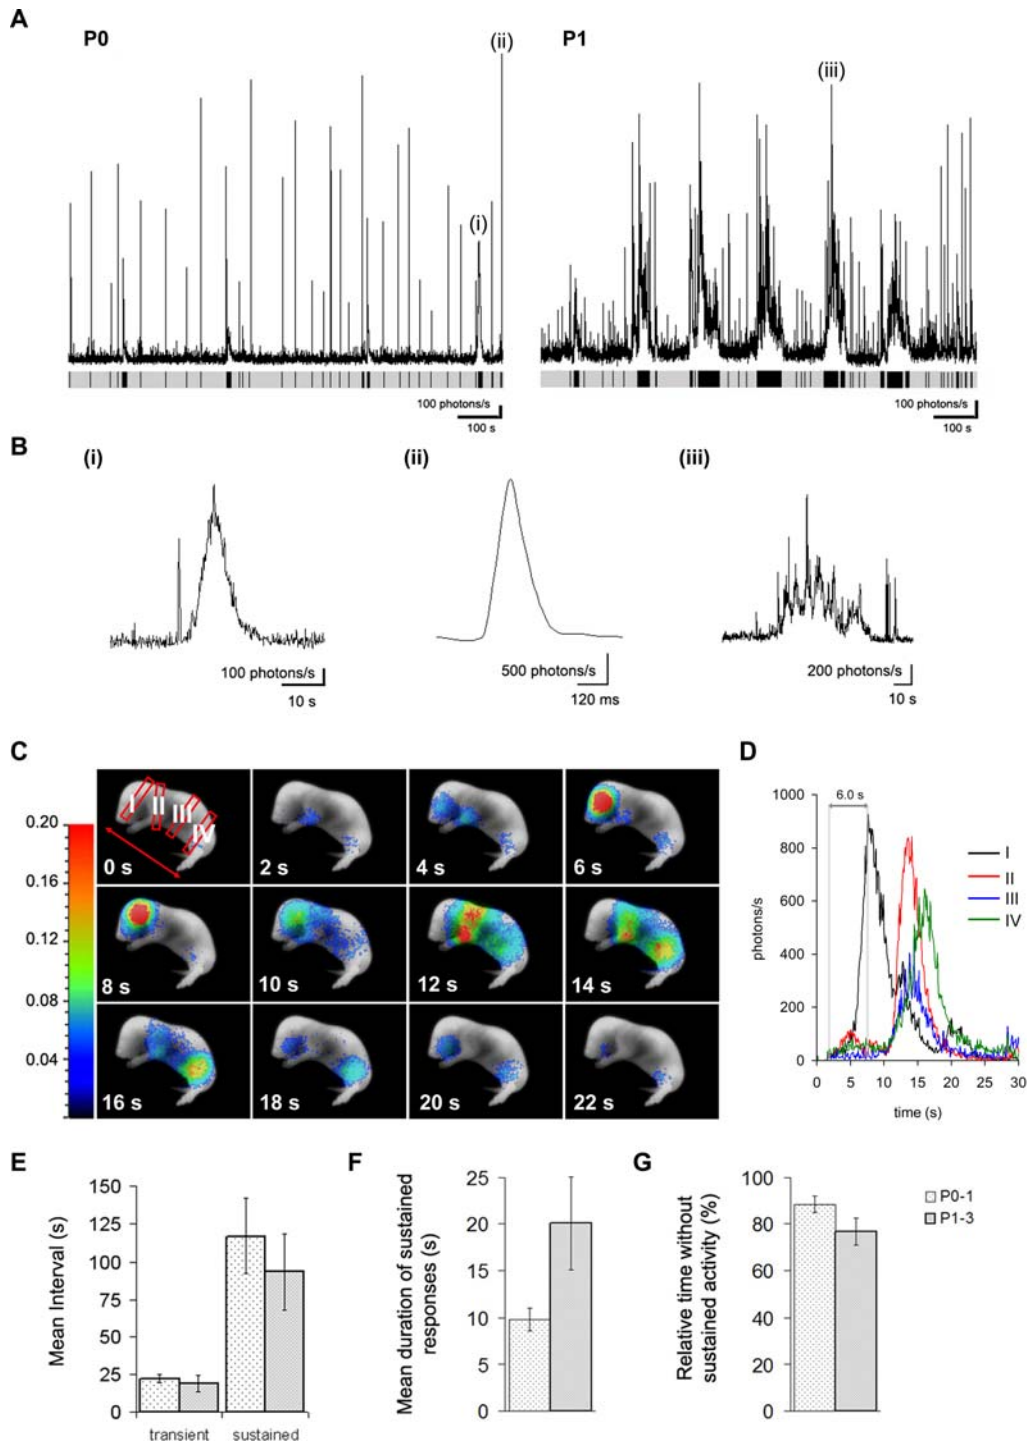 A
P0
(i)
(ii)
100 photons/s
100 s
P1
(iii)
100 photons/s
100 s
B
(i)
100 photons/s
10 s
(ii)
500 photons/s
120 ms
(iii)
200 photons/s
10 s
C
0.20
0.16
0.12
0.08
0.04
I
II
III
IV
0 s
2 s
4 s
6 s
8 s
10 s
12 s
14 s
16 s
18 s
20 s
22 s
D
6.0 s
1000
800
600
400
200
0
photons/s
I
II
III
IV
0 5 10 15 20 25 30
time (s)
E
Mean Interval (s)
150
125
100
75
50
25
0
transient sustained
F
Mean duration of sustained
responses (s)
25
20
15
10
5
0
G
Relative time without
sustained activity (%)
100
80
60
40
20
0
P0-1
P1-3